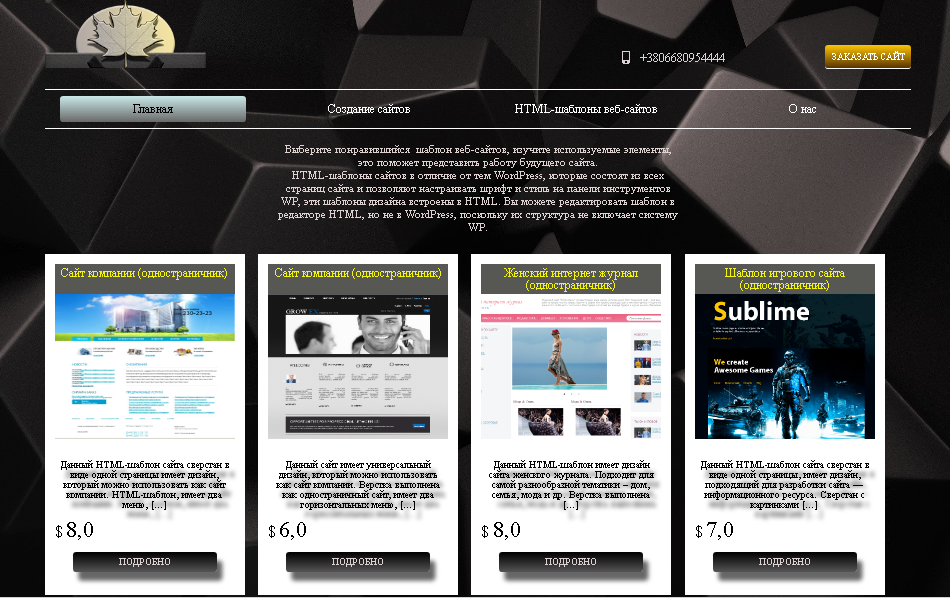 +3806680954444
ЗАКАЗАТЬ САЙТ
Главная
Создание сайтов
HTML-шаблоны веб-сайтов
О нас
Выберите понравившийся шаблон веб-сайтов, изучите используемые элементы,
это поможет представить работу будущего сайта.
HTML-шаблоны сайтов в отличие от тем WordPress, которые состоят из всех
страниц сайта и позволяют настраивать шрифт и стиль на панели инструментов
WP, эти шаблоны дизайна встроены в HTML. Вы можете редактировать шаблон в
редакторе HTML, но не в WordPress, поскольку их структура не включает систему
WP.
Сайт компании (одностраничник)
230-23-23
Данный HTML-шаблон сайта сверстан в
виде одной страницы имеет дизайн,
который можно использовать как сайт
компании. HTML-шаблон, имеет два
меню, [...]
$ 8,0
ПОДРОБНО
Сайт компании (одностраничник)
GROW
Данный сайт имеет универсальный
дизайн, который можно использовать
как одностраничный сайт, имеет два
горизонтальных меню, [...]
$ 6,0
ПОДРОБНО
Женский интернет журнал
(одностраничник)
Данный HTML-шаблон имеет дизайн
сайта женского журнала. Подходит для
самой разнообразной тематики – дом,
семья, мода и др. Верстка выполнена
[...]
$ 8,0
ПОДРОБНО
Шаблон игрового сайта
(одностраничник)
Sublime
We create
Awesome Games
Данный HTML-шаблон сайта сверстан в
виде одной страницы, имеет дизайн,
подходящий для разработки сайта —
информационного ресурса. Сверстан с
картинками [...]
$ 7,0
ПОДРОБНО